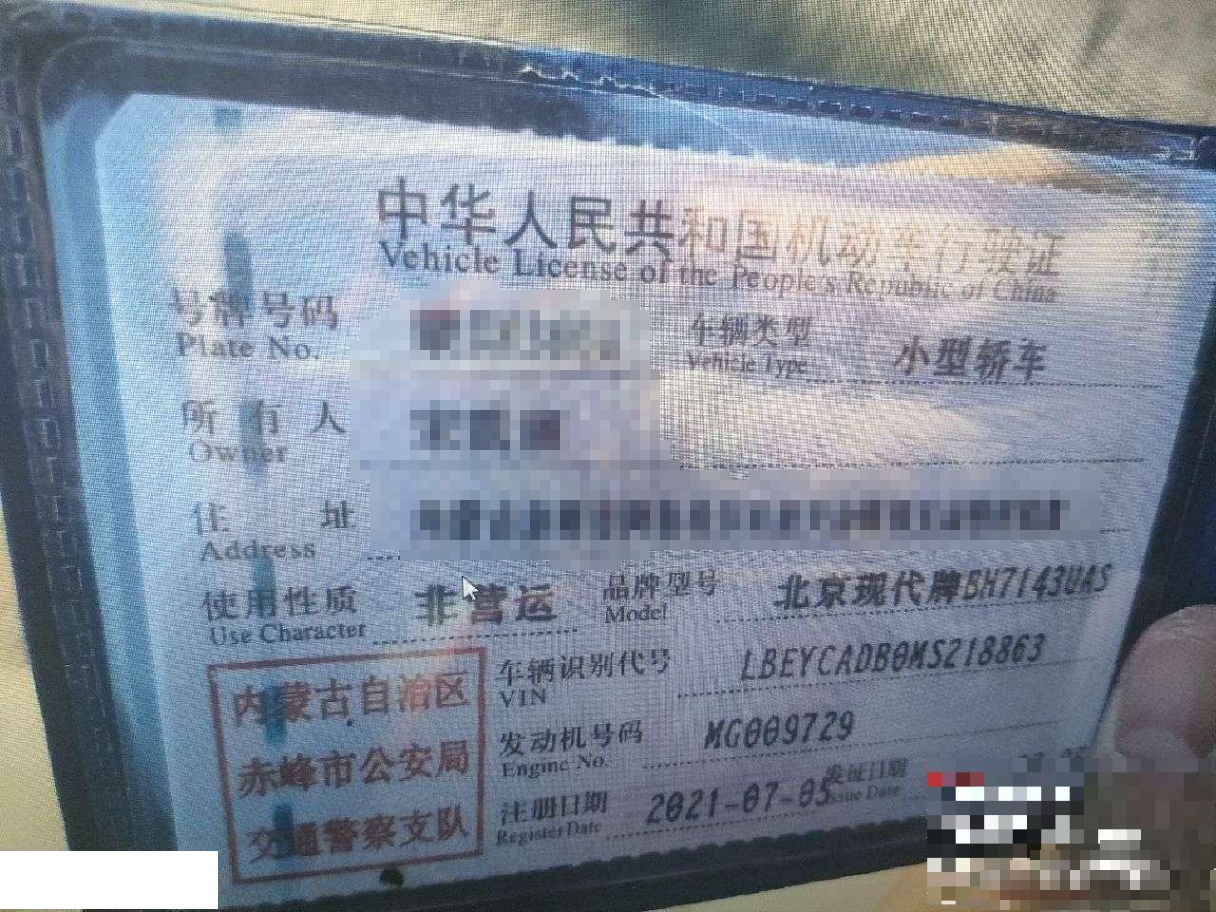 中华人民共和国机动车行驶证
Vehicle License of the People's Republic of China
号牌号码
Plate No.
车辆类型 小型轿车
Vehicle Type
所有人
Owner
住址
Address
使用性质 非营运
Use Character
品牌型号 北京现代牌BH7143UAS
Model
内蒙古自治区
赤峰市公安局
交通警察支队
车辆识别代号 LBEYCADB0MS218863
VIN
发动机号码 MG009729
Engine No.
注册日期 2021-07-05
Register Date
发证日期
Issue Date